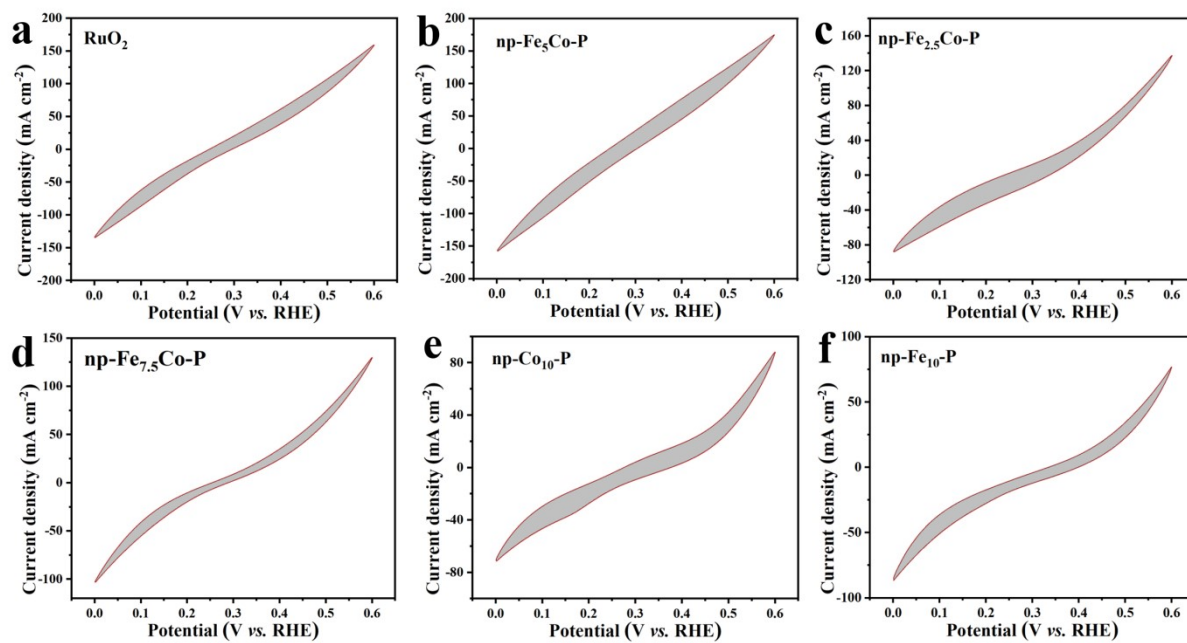 a
RuO2
Current density (mA cm-2)
200
150
100
50
0
-50
-100
-150
-200
0.0 0.1 0.2 0.3 0.4 0.5 0.6
Potential (V vs. RHE)
b
np-Fe5Co-P
Current density (mA cm-2)
200
150
100
50
0
-50
-100
-150
-200
0.0 0.1 0.2 0.3 0.4 0.5 0.6
Potential (V vs. RHE)
c
np-Fe2.5Co-P
Current density (mA cm-2)
160
120
80
40
0
-40
-80
-120
0.0 0.1 0.2 0.3 0.4 0.5 0.6
Potential (V vs. RHE)
d
np-Fe7.5Co-P
Current density (mA cm-2)
150
100
50
0
-50
-100
0.0 0.1 0.2 0.3 0.4 0.5 0.6
Potential (V vs. RHE)
e
np-Co10-P
Current density (mA cm-2)
80
40
0
-40
-80
0.0 0.1 0.2 0.3 0.4 0.5 0.6
Potential (V vs. RHE)
f
np-Fe10-P
Current density (mA cm-2)
100
50
0
-50
-100
0.0 0.1 0.2 0.3 0.4 0.5 0.6
Potential (V vs. RHE)